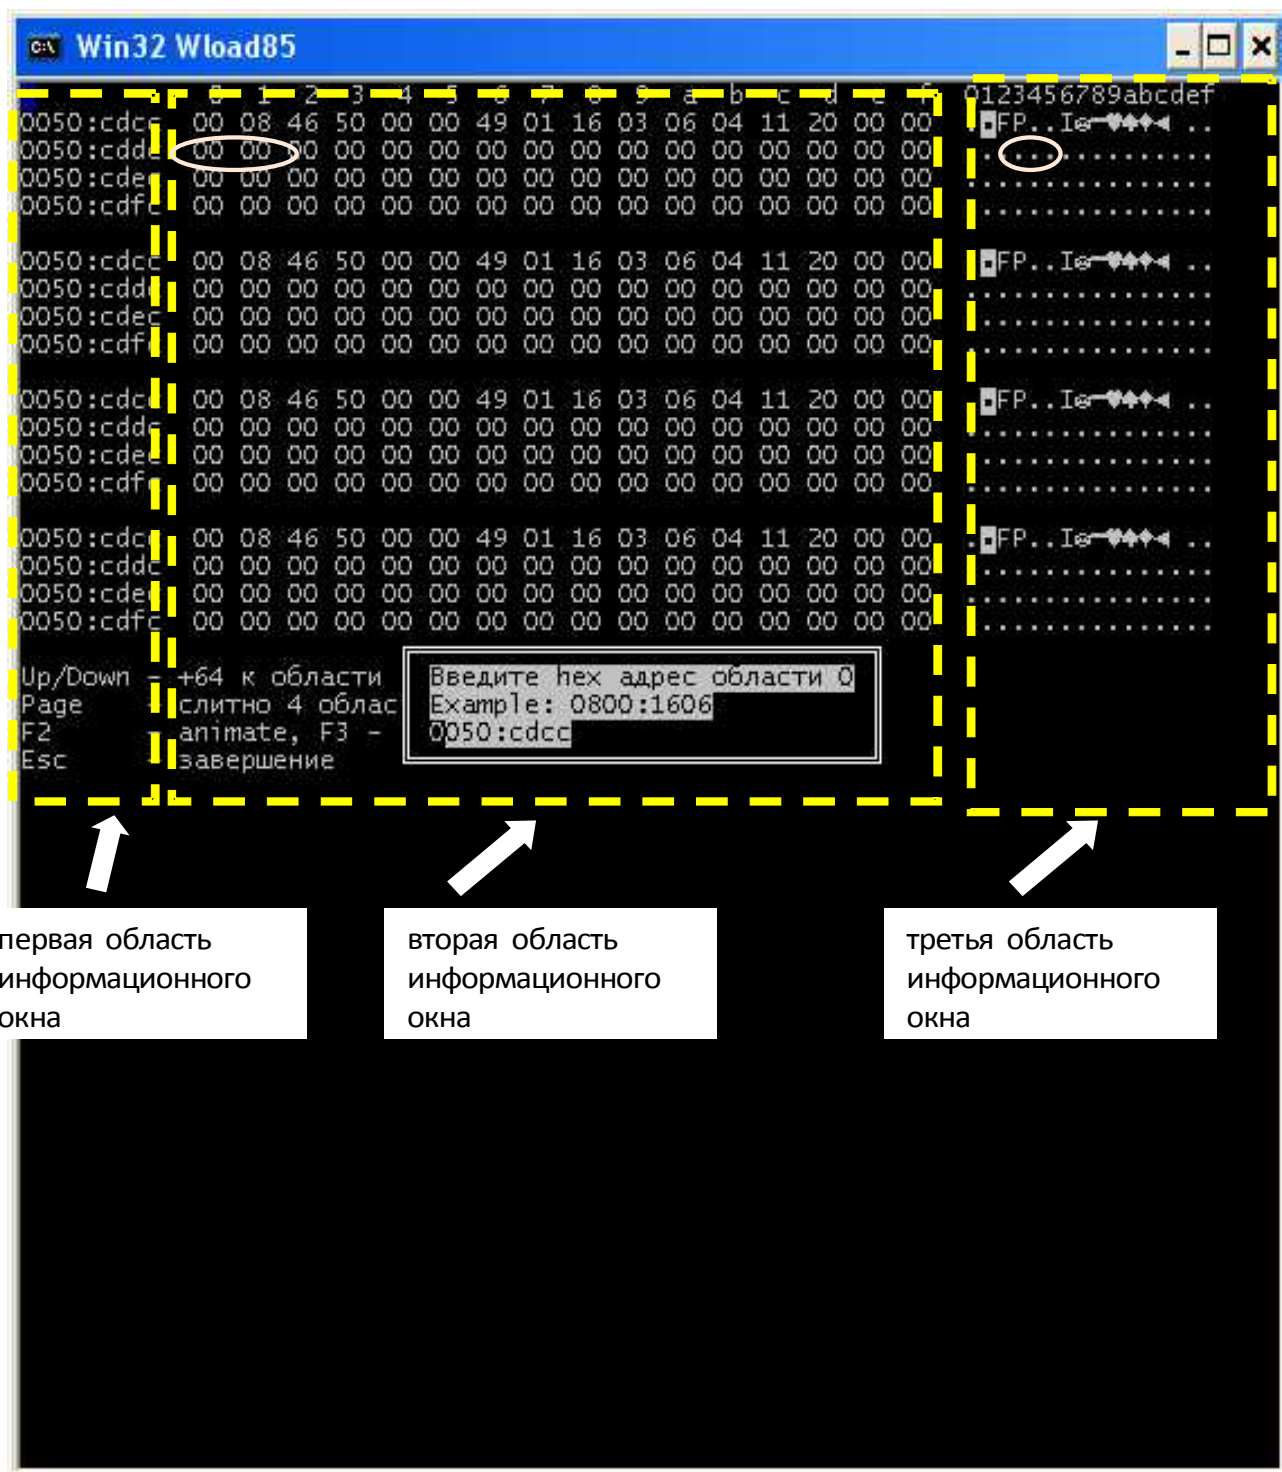 Win32 Wload85
0 1 2 3 4 5 6 7 8 9 a b c d e f 0123456789abcdef
0050:cdcc 00 08 46 50 00 00 49 01 16 03 06 04 11 20 00 00 .◘FP..I☺▬♥♠♦◄ ..
0050:cddc 00 00 00 00 00 00 00 00 00 00 00 00 00 00 00 00 ................
0050:cdec 00 00 00 00 00 00 00 00 00 00 00 00 00 00 00 00 ................
0050:cdfc 00 00 00 00 00 00 00 00 00 00 00 00 00 00 00 00 ................
0050:cdcc 00 08 46 50 00 00 49 01 16 03 06 04 11 20 00 00 .◘FP..I☺▬♥♠♦◄ ..
0050:cddc 00 00 00 00 00 00 00 00 00 00 00 00 00 00 00 00 ................
0050:cdec 00 00 00 00 00 00 00 00 00 00 00 00 00 00 00 00 ................
0050:cdfc 00 00 00 00 00 00 00 00 00 00 00 00 00 00 00 00 ................
0050:cdcc 00 08 46 50 00 00 49 01 16 03 06 04 11 20 00 00 .◘FP..I☺▬♥♠♦◄ ..
0050:cddc 00 00 00 00 00 00 00 00 00 00 00 00 00 00 00 00 ................
0050:cdec 00 00 00 00 00 00 00 00 00 00 00 00 00 00 00 00 ................
0050:cdfc 00 00 00 00 00 00 00 00 00 00 00 00 00 00 00 00 ................
0050:cdcc 00 08 46 50 00 00 49 01 16 03 06 04 11 20 00 00 .◘FP..I☺▬♥♠♦◄ ..
0050:cddc 00 00 00 00 00 00 00 00 00 00 00 00 00 00 00 00 ................
0050:cdec 00 00 00 00 00 00 00 00 00 00 00 00 00 00 00 00 ................
0050:cdfc 00 00 00 00 00 00 00 00 00 00 00 00 00 00 00 00 ................
Up/Down - +64 к области
Page - слитно 4 облас
F2 - animate, F3 -
Esc - завершение
Введите hex адрес области 0
Example: 0800:1606
0050:cdcc
первая область
информационного
окна
вторая область
информационного
окна
третья область
информационного
окна